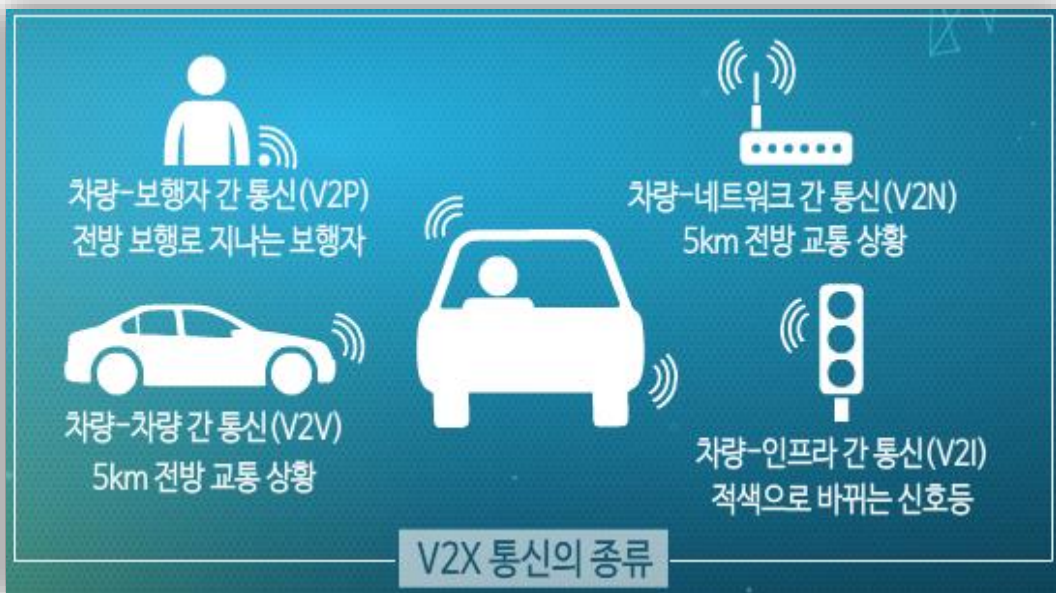 차량-보행자 간 통신(V2P)
전방 보행로 지나는 보행자
차량-네트워크 간 통신(V2N)
5km 전방 교통 상황
차량-차량 간 통신(V2V)
5km 전방 교통 상황
차량-인프라 간 통신(V2I)
적색으로 바뀌는 신호등
V2X 통신의 종류